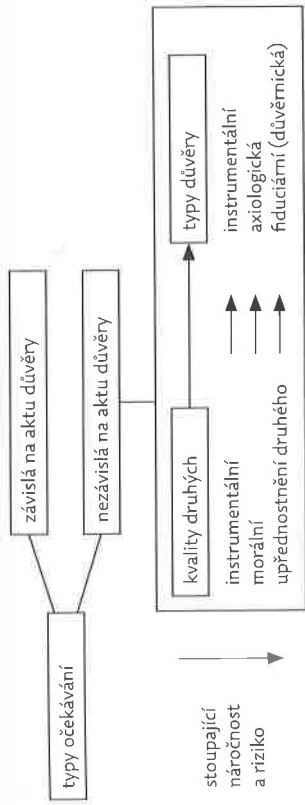 typy očekávání
závislá na aktu důvěry
nezávislá na aktu důvěry
kvality druhých
typy důvěry
instrumentální
instrumentální
morální
axiologická
upřednostnění druhého
fiduciární (důvěrnická)
stoupající
náročnost
a riziko